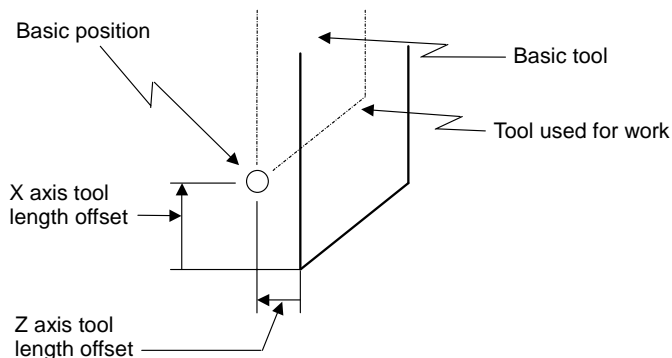 Basic position
Basic tool
Tool used for work
X axis tool
length offset
Z axis tool
length offset